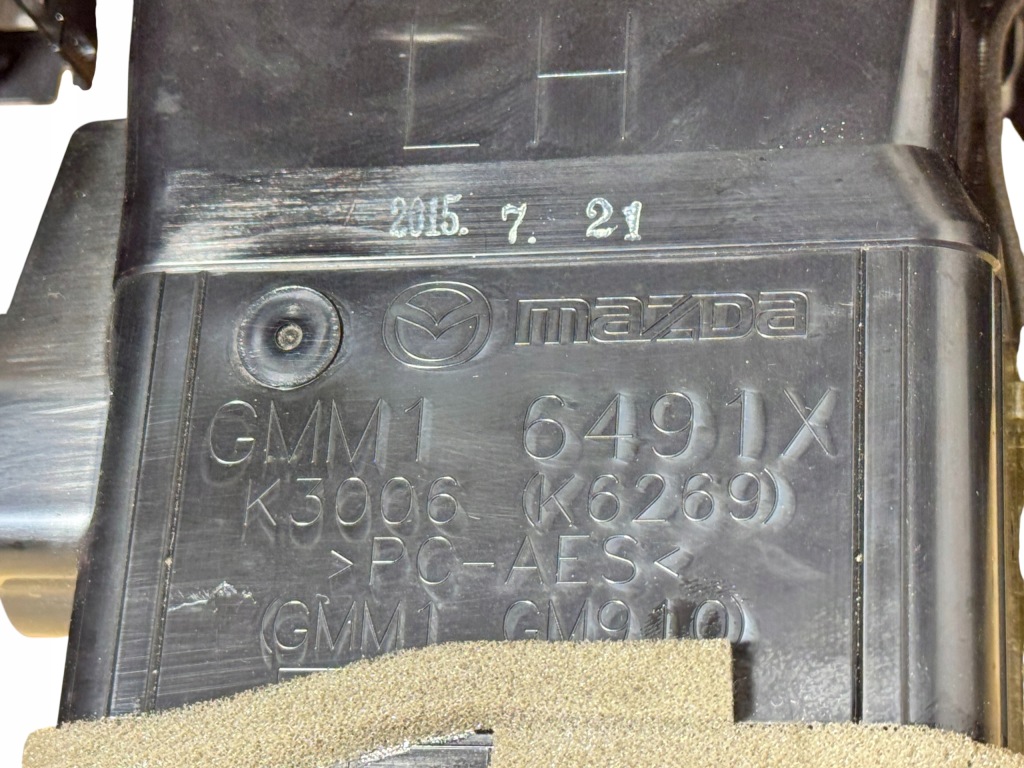 LH
2015. 7. 21
mazda
GMM1 6491X
K3006 (K6269)
>PC-AES<
(GMM1 GM910)